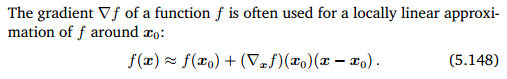 The gradient ∇f of a function f is often used for a locally linear approxi-
mation of f around x₀:
f(x) ≈ f(x₀) + (∇ₓf)(x₀)(x − x₀) . (5.148)